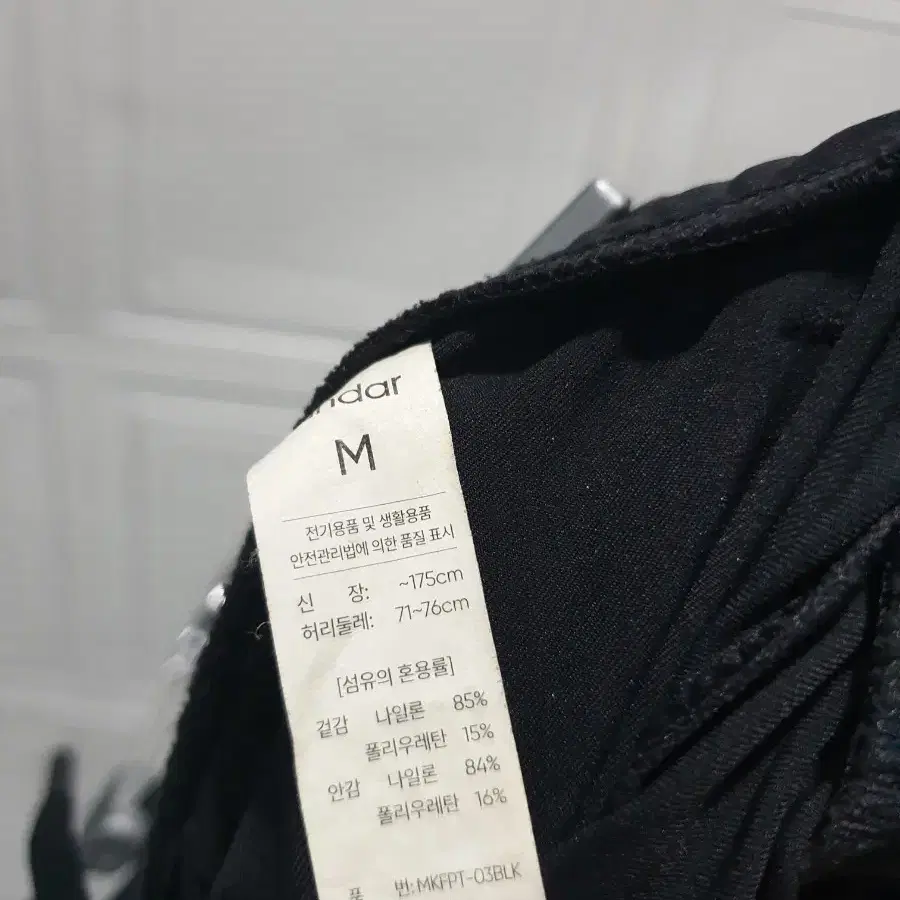 ndar
M
전기용품 및 생활용품
안전관리법에 의한 품질 표시
신 장: ~175cm
허리둘레: 71~76cm
[섬유의 혼용률]
겉감 나일론 85%
폴리우레탄 15%
안감 나일론 84%
폴리우레탄 16%
품 번: MKFPT-03BLK